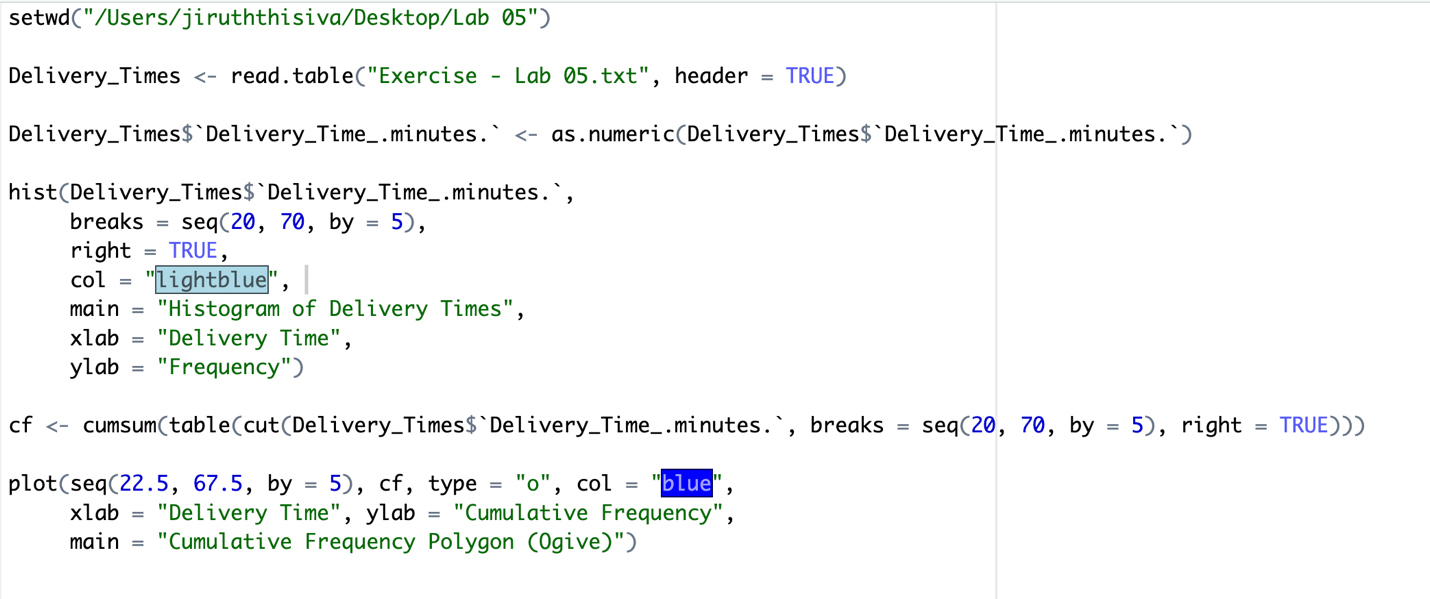 setwd("/Users/jiruththisiva/Desktop/Lab 05")
Delivery_Times <- read.table("Exercise - Lab 05.txt", header = TRUE)
Delivery_Times$`Delivery_Time_.minutes.` <- as.numeric(Delivery_Times$`Delivery_Time_.minutes.`)
hist(Delivery_Times$`Delivery_Time_.minutes.`,
     breaks = seq(20, 70, by = 5),
     right = TRUE,
     col = "lightblue",
     main = "Histogram of Delivery Times",
     xlab = "Delivery Time",
     ylab = "Frequency")
cf <- cumsum(table(cut(Delivery_Times$`Delivery_Time_.minutes.`, breaks = seq(20, 70, by = 5), right = TRUE)))
plot(seq(22.5, 67.5, by = 5), cf, type = "o", col = "blue",
     xlab = "Delivery Time", ylab = "Cumulative Frequency",
     main = "Cumulative Frequency Polygon (Ogive)")